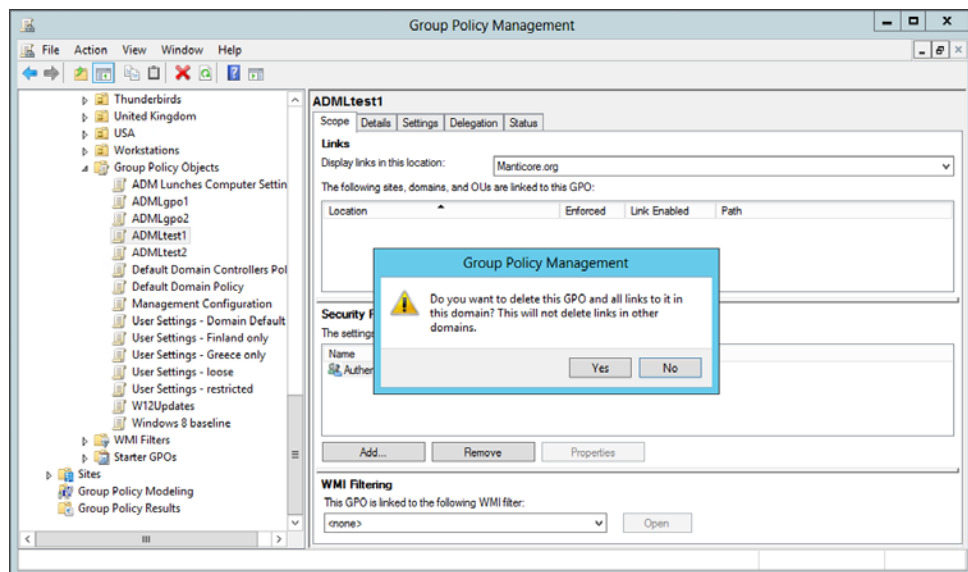 Group Policy Management
File Action View Window Help
Thunderbirds
United Kingdom
USA
Workstations
Group Policy Objects
ADM Lunches Computer Settin
ADMLgpo1
ADMLgpo2
ADMLtest1
ADMLtest2
Default Domain Controllers Pol
Default Domain Policy
Management Configuration
User Settings - Domain Default
User Settings - Finland only
User Settings - Greece only
User Settings - loose
User Settings - restricted
W12Updates
Windows 8 baseline
WMI Filters
Starter GPOs
Sites
Group Policy Modeling
Group Policy Results
ADMLtest1
Scope Details Settings Delegation Status
Links
Display links in this location: Manticore.org
The following sites, domains, and OUs are linked to this GPO:
Location Enforced Link Enabled Path
Group Policy Management
Do you want to delete this GPO and all links to it in
this domain? This will not delete links in other
domains.
Yes No
Security F
The settings
Name
Authen
Add... Remove Properties
WMI Filtering
This GPO is linked to the following WMI filter:
<none> Open